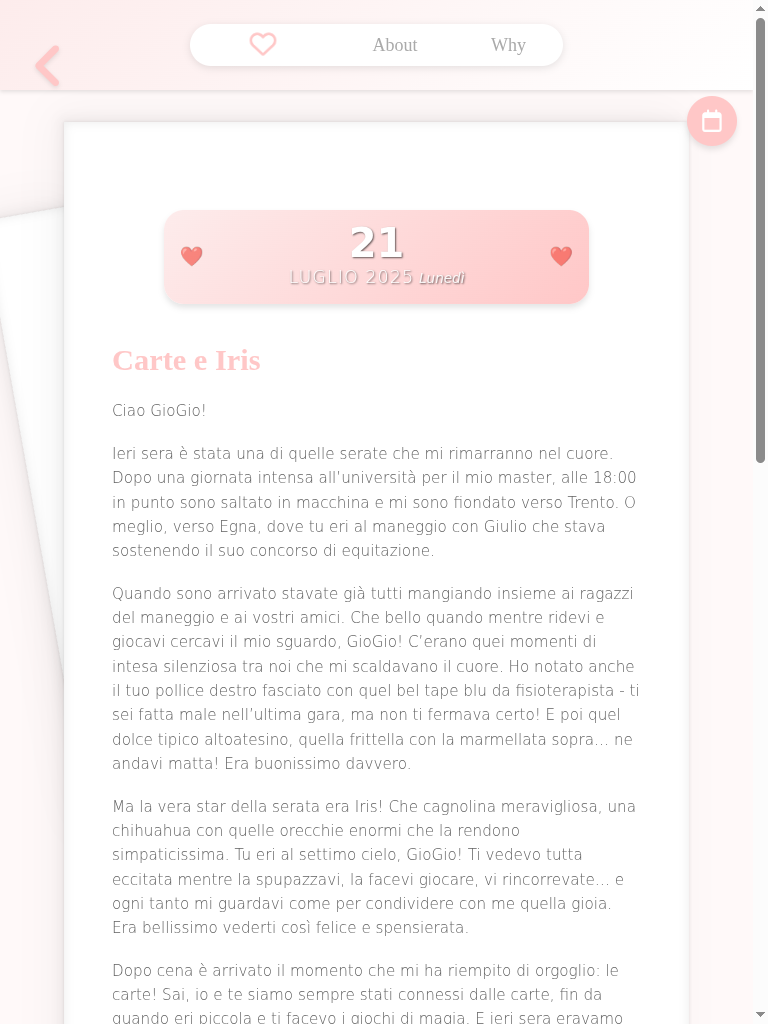 About
Why
21
LUGLIO 2025 Lunedì
Carte e Iris
Ciao GioGio!
Ieri sera è stata una di quelle serate che mi rimarranno nel cuore.
Dopo una giornata intensa all'università per il mio master, alle 18:00
in punto sono saltato in macchina e mi sono fiondato verso Trento. O
meglio, verso Egna, dove tu eri al maneggio con Giulio che stava
sostenendo il suo concorso di equitazione.
Quando sono arrivato stavate già tutti mangiando insieme ai ragazzi
del maneggio e ai vostri amici. Che bello quando mentre ridevi e
giocavi cercavi il mio sguardo, GioGio! C'erano quei momenti di
intesa silenziosa tra noi che mi scaldavano il cuore. Ho notato anche
il tuo pollice destro fasciato con quel bel tape blu da fisioterapista - ti
sei fatta male nell'ultima gara, ma non ti fermava certo! E poi quel
dolce tipico altoatesino, quella frittella con la marmellata sopra... ne
andavi matta! Era buonissimo davvero.
Ma la vera star della serata era Iris! Che cagnolina meravigliosa, una
chihuahua con quelle orecchie enormi che la rendono
simpaticissima. Tu eri al settimo cielo, GioGio! Ti vedevo tutta
eccitata mentre la spupazzavi, la facevi giocare, vi rincorrevate... e
ogni tanto mi guardavi come per condividere con me quella gioia.
Era bellissimo vederti così felice e spensierata.
Dopo cena è arrivato il momento che mi ha riempito di orgoglio: le
carte! Sai, io e te siamo sempre stati connessi dalle carte, fin da
quando eri piccola e ti facevo i giochi di magia. E ieri sera eravamo